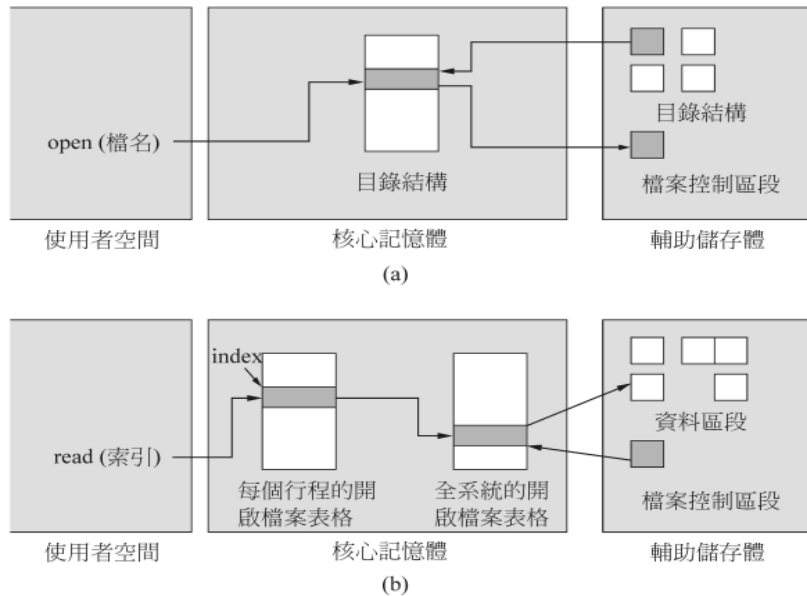 open (檔名)
目錄結構
目錄結構
檔案控制區段
使用者空間
核心記憶體
輔助儲存體
(a)
index
read (索引)
每個行程的開
啟檔案表格
全系統的開
啟檔案表格
資料區段
檔案控制區段
使用者空間
核心記憶體
輔助儲存體
(b)